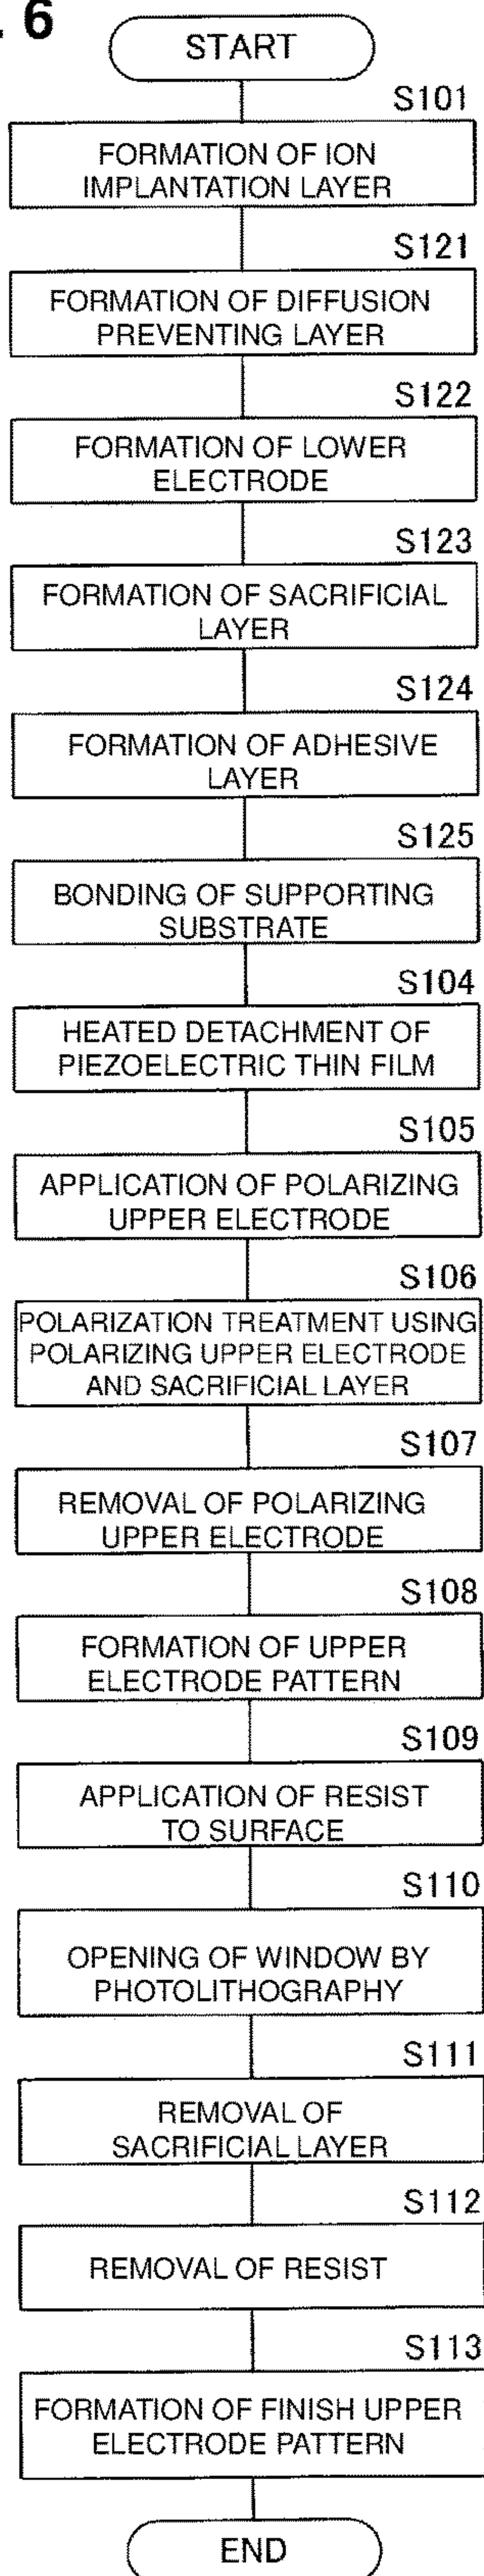 . 6
START
S101
FORMATION OF ION
IMPLANTATION LAYER
S121
FORMATION OF DIFFUSION
PREVENTING LAYER
S122
FORMATION OF LOWER
ELECTRODE
S123
FORMATION OF SACRIFICIAL
LAYER
S124
FORMATION OF ADHESIVE
LAYER
S125
BONDING OF SUPPORTING
SUBSTRATE
S104
HEATED DETACHMENT OF
PIEZOELECTRIC THIN FILM
S105
APPLICATION OF POLARIZING
UPPER ELECTRODE
S106
POLARIZATION TREATMENT USING
POLARIZING UPPER ELECTRODE
AND SACRIFICIAL LAYER
S107
REMOVAL OF POLARIZING
UPPER ELECTRODE
S108
FORMATION OF UPPER
ELECTRODE PATTERN
S109
APPLICATION OF RESIST
TO SURFACE
S110
OPENING OF WINDOW BY
PHOTOLITHOGRAPHY
S111
REMOVAL OF
SACRIFICIAL LAYER
S112
REMOVAL OF RESIST
S113
FORMATION OF FINISH UPPER
ELECTRODE PATTERN
END